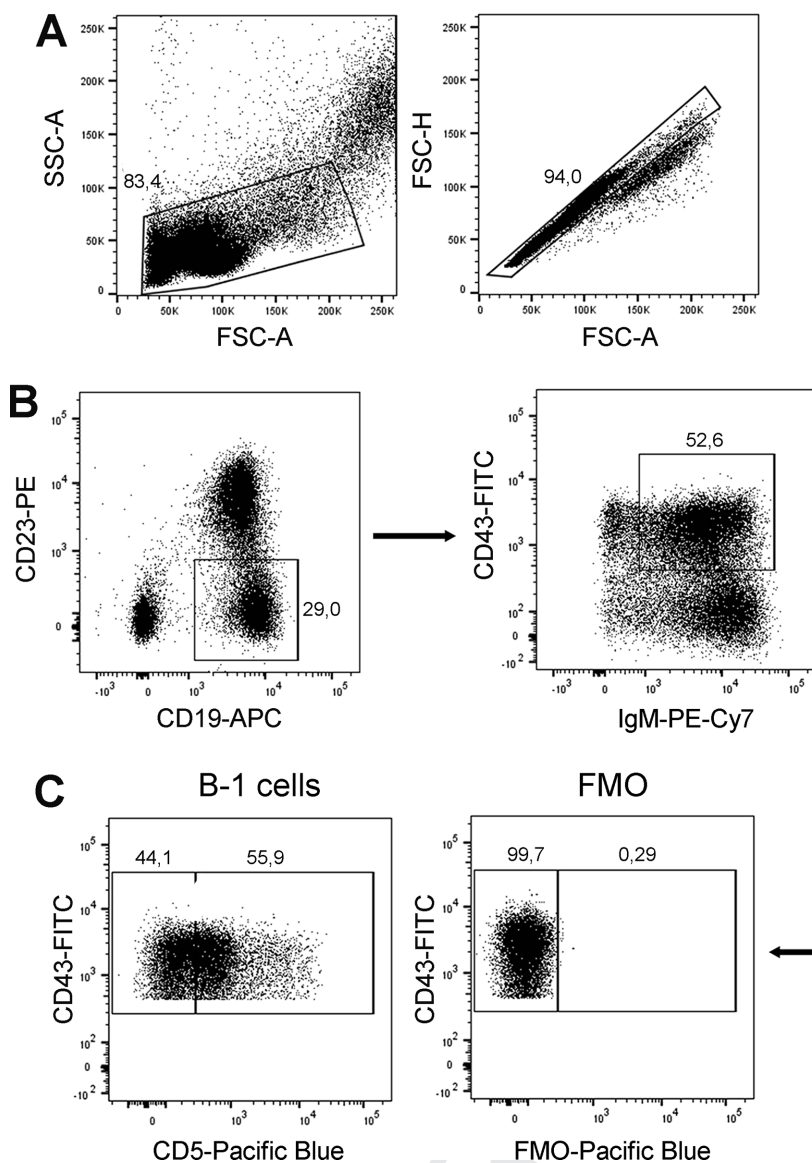 A
SSC-A
250K
200K
150K
100K
50K
0
83,4
0 50K 100K 150K 200K 250K
FSC-A
FSC-H
250K
200K
150K
100K
50K
0
94,0
0 50K 100K 150K 200K 250K
FSC-A
B
CD23-PE
10^5
10^4
10^3
0
29,0
-10^3 0 10^3 10^4 10^5
CD19-APC
CD43-FITC
10^5
10^4
10^3
10^2
0
-10^2
52,6
-10^3 0 10^3 10^4 10^5
IgM-PE-Cy7
C
B-1 cells
CD43-FITC
10^5
10^4
10^3
10^2
0
-10^2
44,1 55,9
0 10^3 10^4 10^5
CD5-Pacific Blue
FMO
CD43-FITC
10^5
10^4
10^3
10^2
0
-10^2
99,7 0,29
0 10^3 10^4 10^5
FMO-Pacific Blue